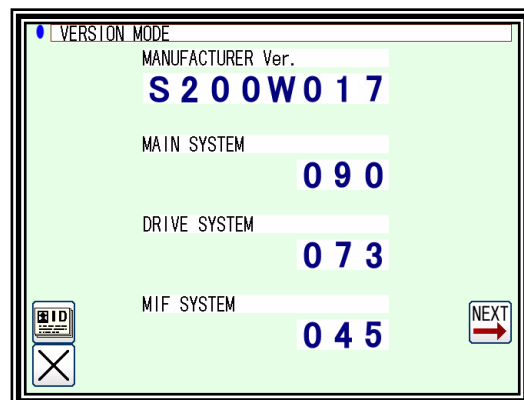 VERSION MODE
MANUFACTURER Ver.
S200W017
MAIN SYSTEM
090
DRIVE SYSTEM
073
MIF SYSTEM
045
ID
NEXT